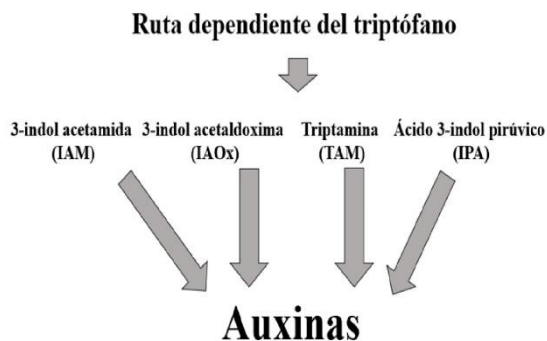 Ruta dependiente del triptófano
3-indol acetamida 3-indol acetaldoxima Triptamina Ácido 3-indol pirúvico
(IAM) (IAOx) (TAM) (IPA)
Auxinas